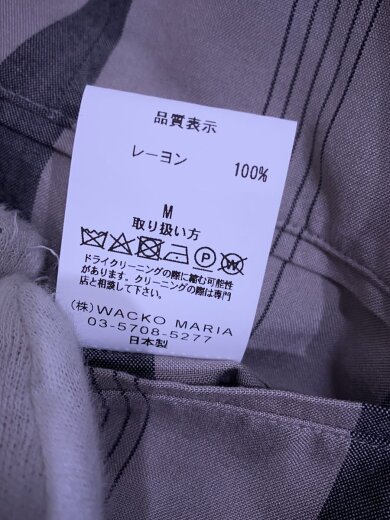 品質表示
レーヨン 100%
M
取り扱い方
ドライクリーニングの際に縮む可能性
があります。クリーニングの際は専門
店と相談して下さい。
(株)WACKO MARIA
03-5708-5277
日本製